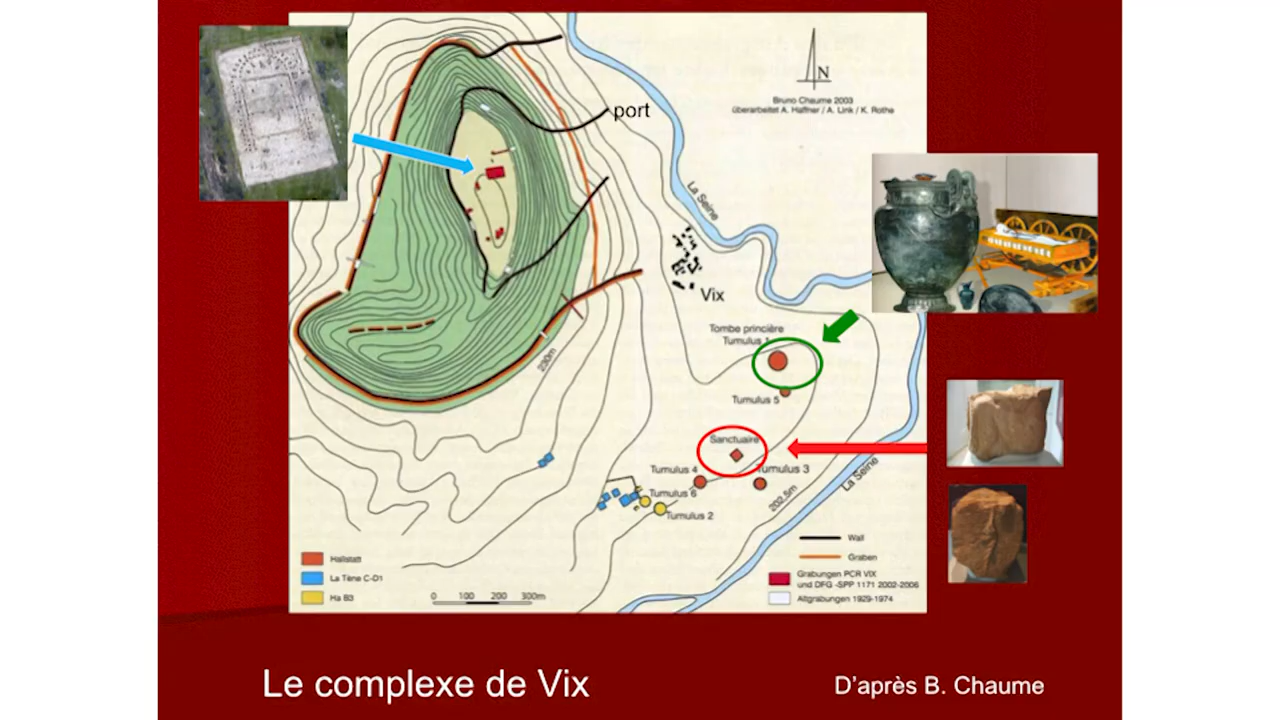 N
Bruno Chaume 2003
überarbeitet A. Haffner / A. Link / K. Rothe
port
La Seine
Vix
Tombe princière
Tumulus 1
Tumulus 5
230m
Sanctuaire
Tumulus 4
Tumulus 3
Tumulus 6
Tumulus 2
202,5m
La Seine
Hallstatt
La Tène C-D1
Ha B3
0 100 200 300m
Wall
Graben
Grabungen PCR VIX
und DFG -SPP 1171 2002-2006
Altgrabungen 1929-1974
Le complexe de Vix
D'après B. Chaume